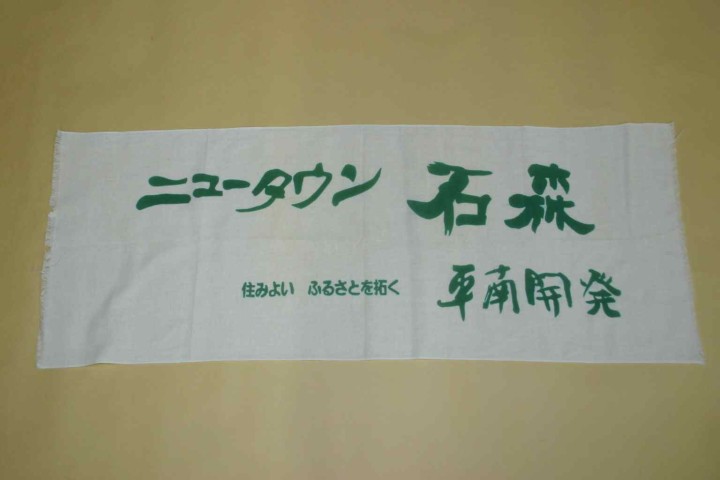 ニュータウン 石森
住みよい ふるさとを拓く 東南開発